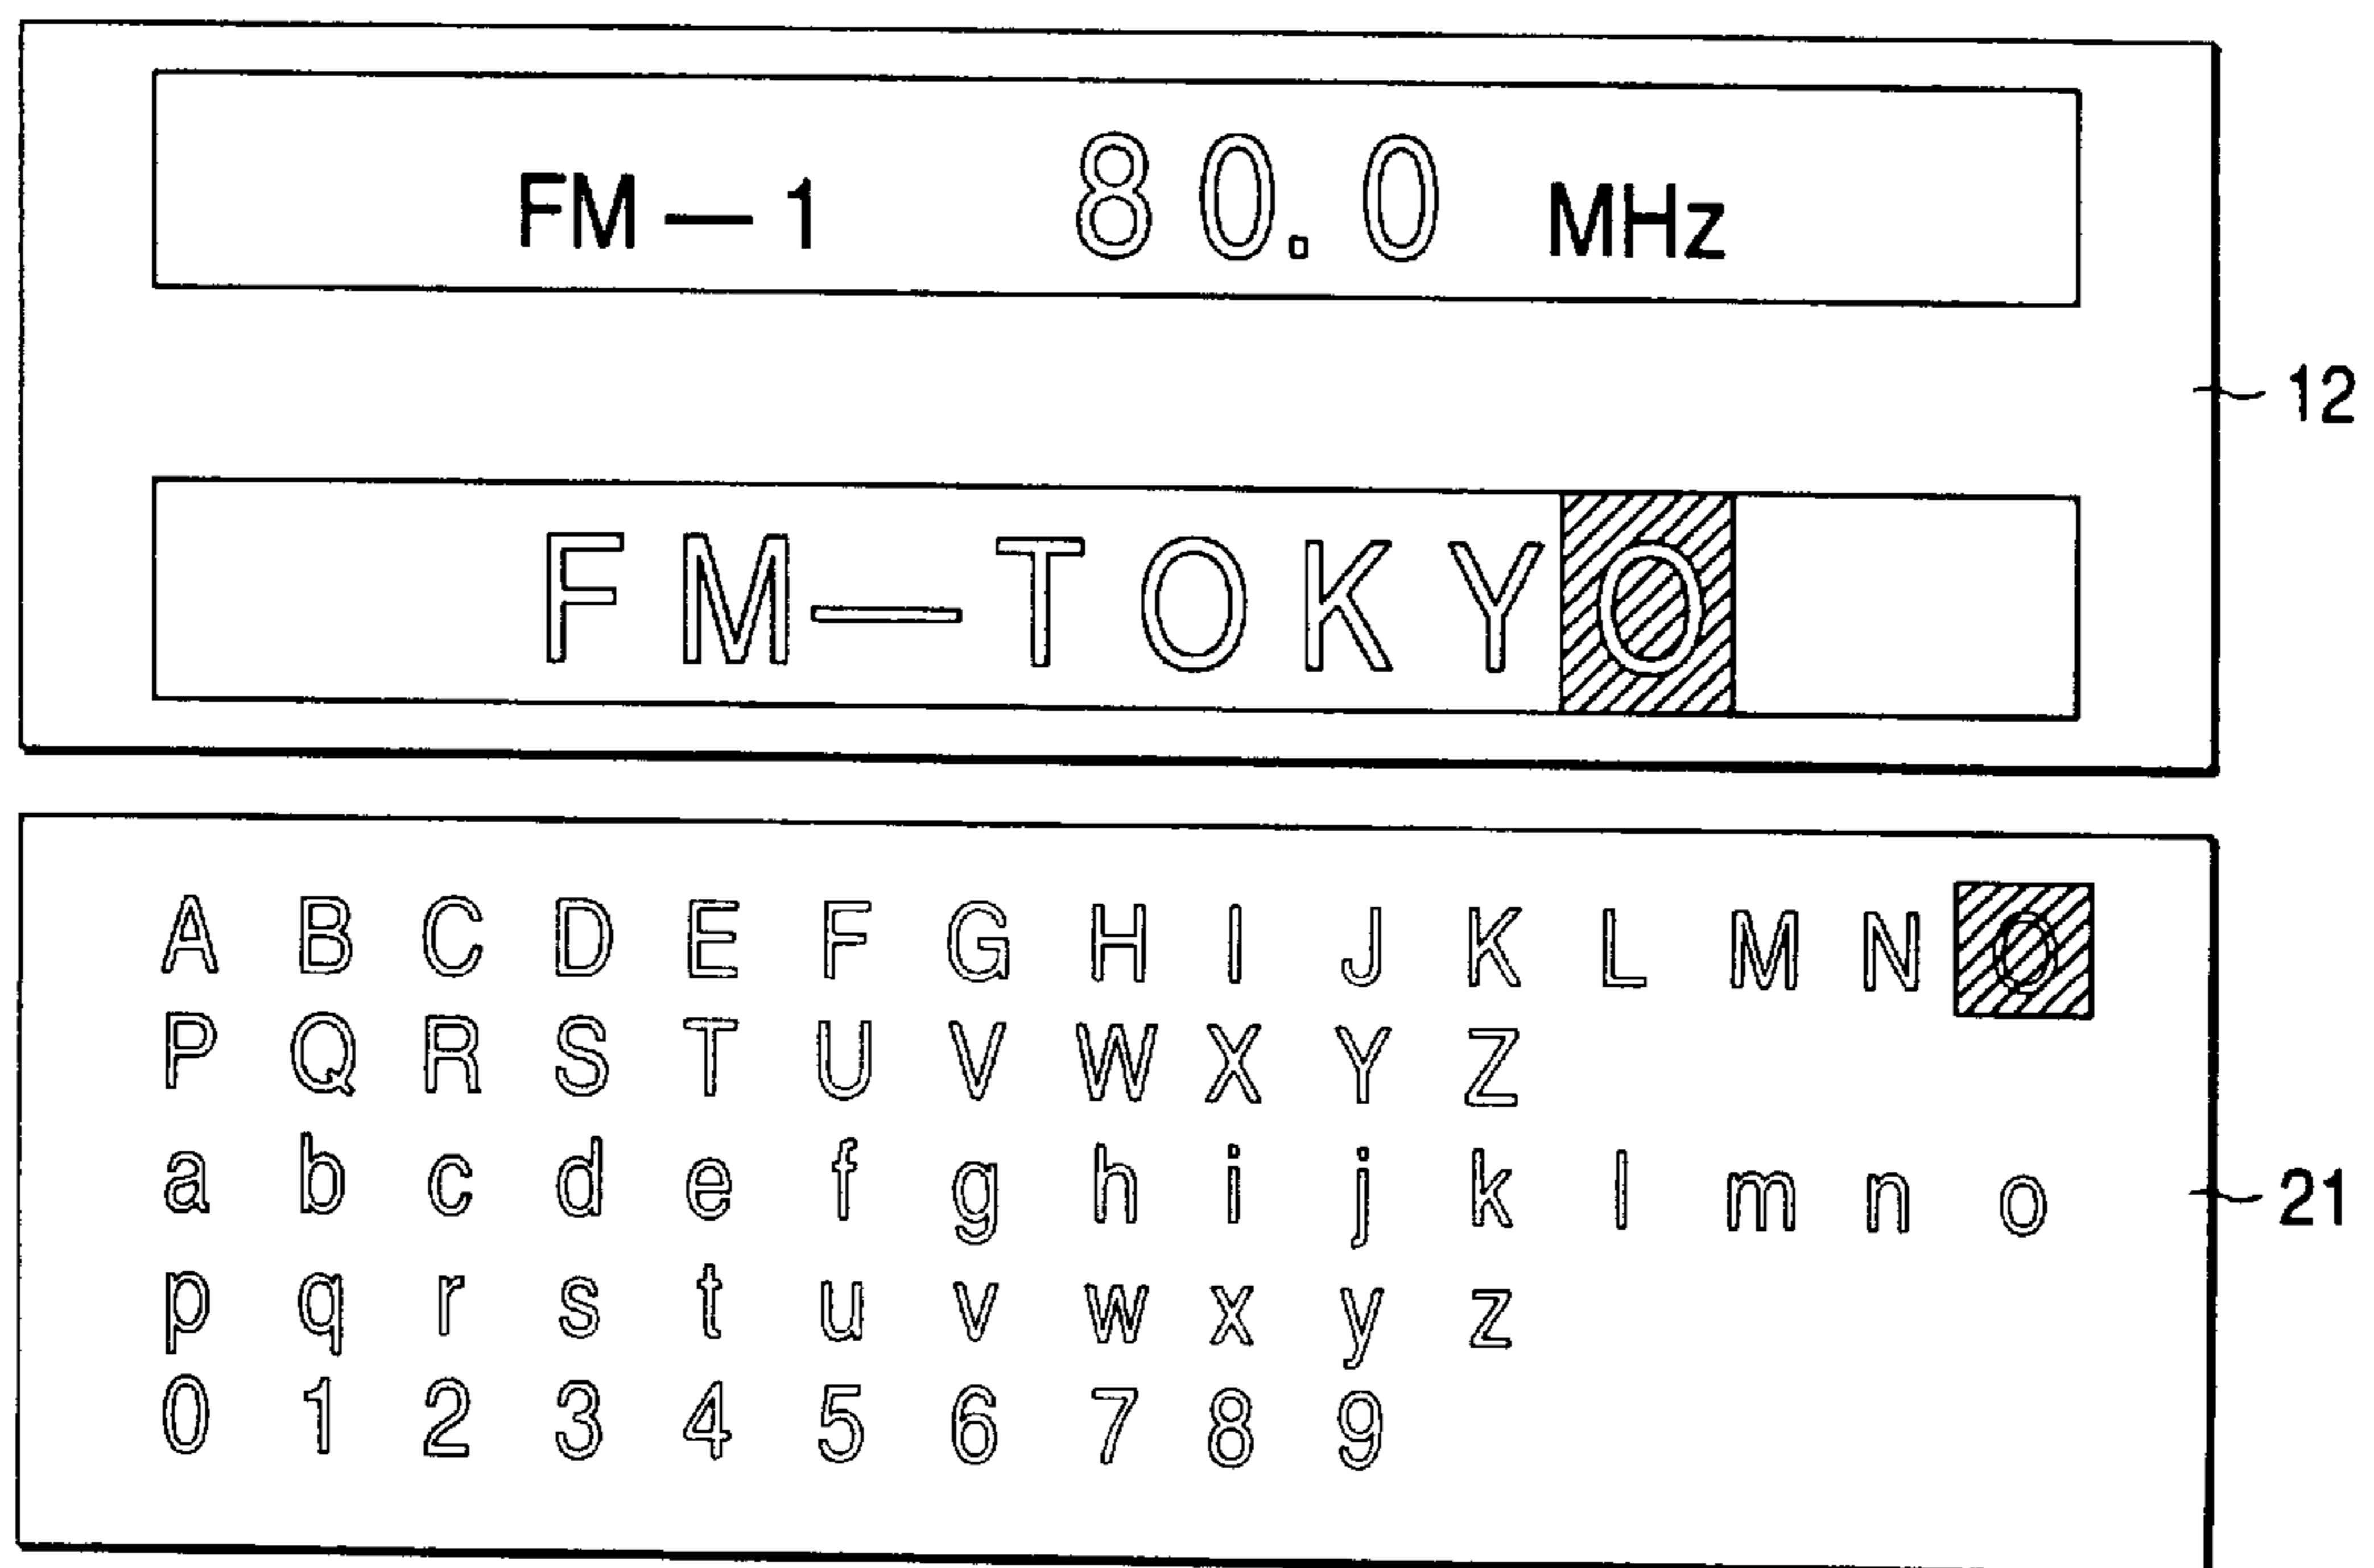 FM—1 80.0 MHz
12
FM—TOKYO
A B C D E F G H I J K L M N O
P Q R S T U V W X Y Z
a b c d e f g h i j k l m n o
21
p q r s t u v w x y z
0 1 2 3 4 5 6 7 8 9